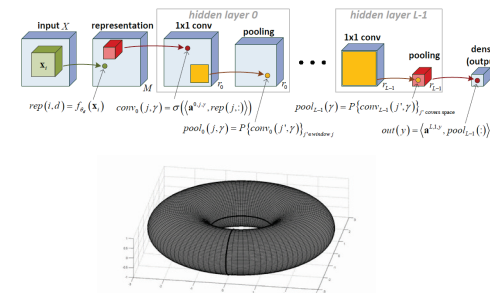 hidden layer 0
hidden layer L-1
input X
representation
1x1 conv
pooling
1x1 conv
pooling
dens
(outpu
x_i
M
r_0
r_0
r_{L-1}
r_{L-1}
rep(i,d) = f_{θ_d}(x_i)
conv_0(j,γ) = σ(⟨a^{0,j,γ}, rep(j,:)⟩)
pool_{L-1}(γ) = P{conv_{L-1}(j',γ)}_{j' covers space}
pool_0(j,γ) = P{conv_0(j',γ)}_{j'∈window j}
out(y) = ⟨a^{L,1,y}, pool_{L-1}(:)⟩